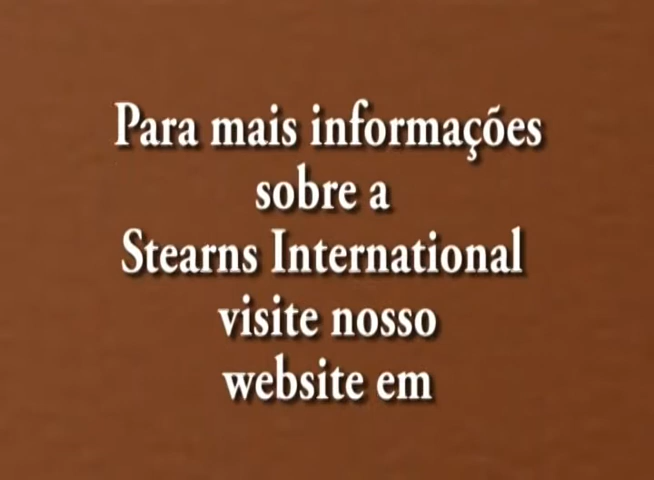 Para mais informações
sobre a
Stearns International
visite nosso
website em